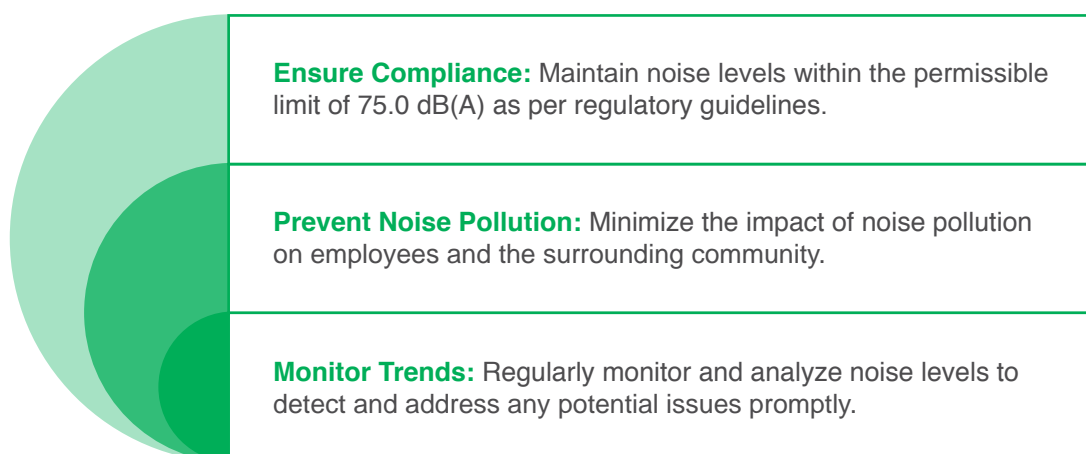 Ensure Compliance: Maintain noise levels within the permissible
limit of 75.0 dB(A) as per regulatory guidelines.
Prevent Noise Pollution: Minimize the impact of noise pollution
on employees and the surrounding community.
Monitor Trends: Regularly monitor and analyze noise levels to
detect and address any potential issues promptly.